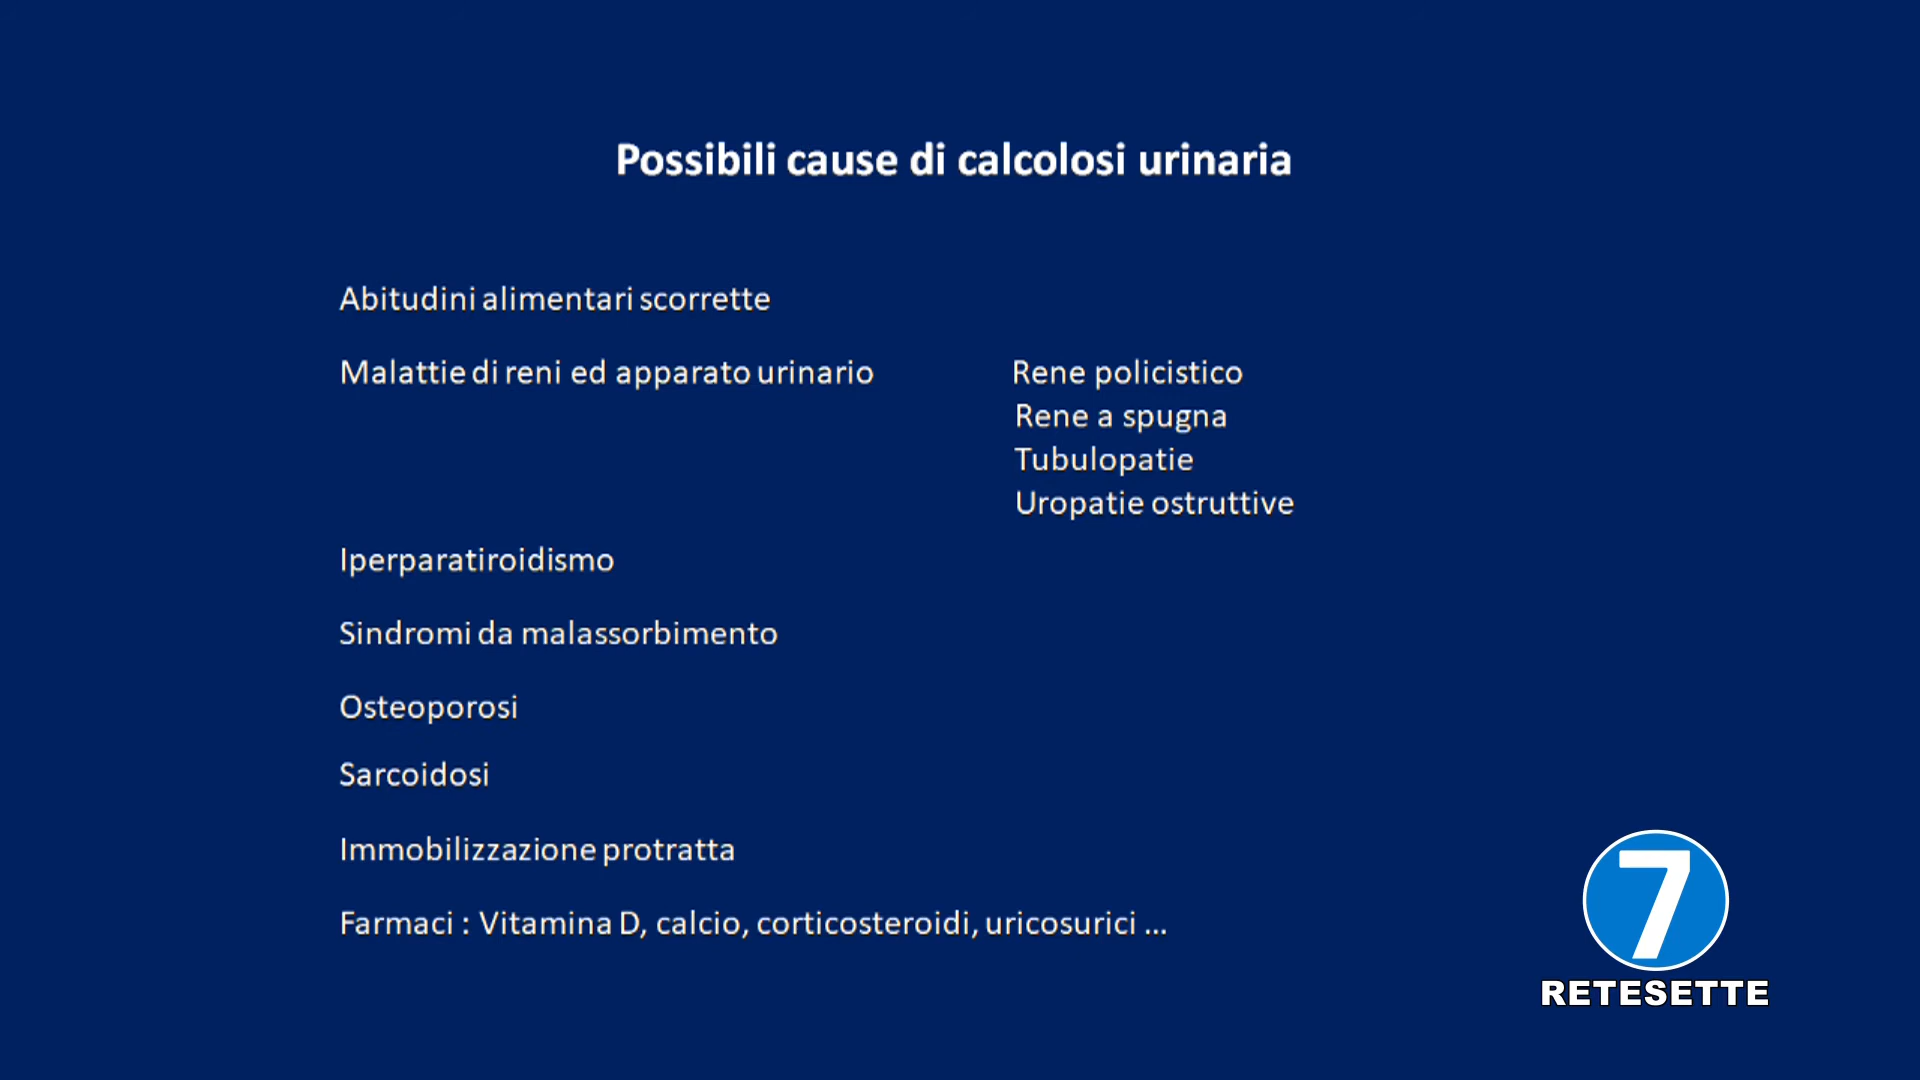 Possibili cause di calcolosi urinaria
Abitudini alimentari scorrette
Malattie di reni ed apparato urinario
Rene policistico
Rene a spugna
Tubulopatie
Uropatie ostruttive
Iperparatiroidismo
Sindromi da malassorbimento
Osteoporosi
Sarcoidosi
Immobilizzazione protratta
Farmaci : Vitamina D, calcio, corticosteroidi, uricosurici ...
7
RETESETTE